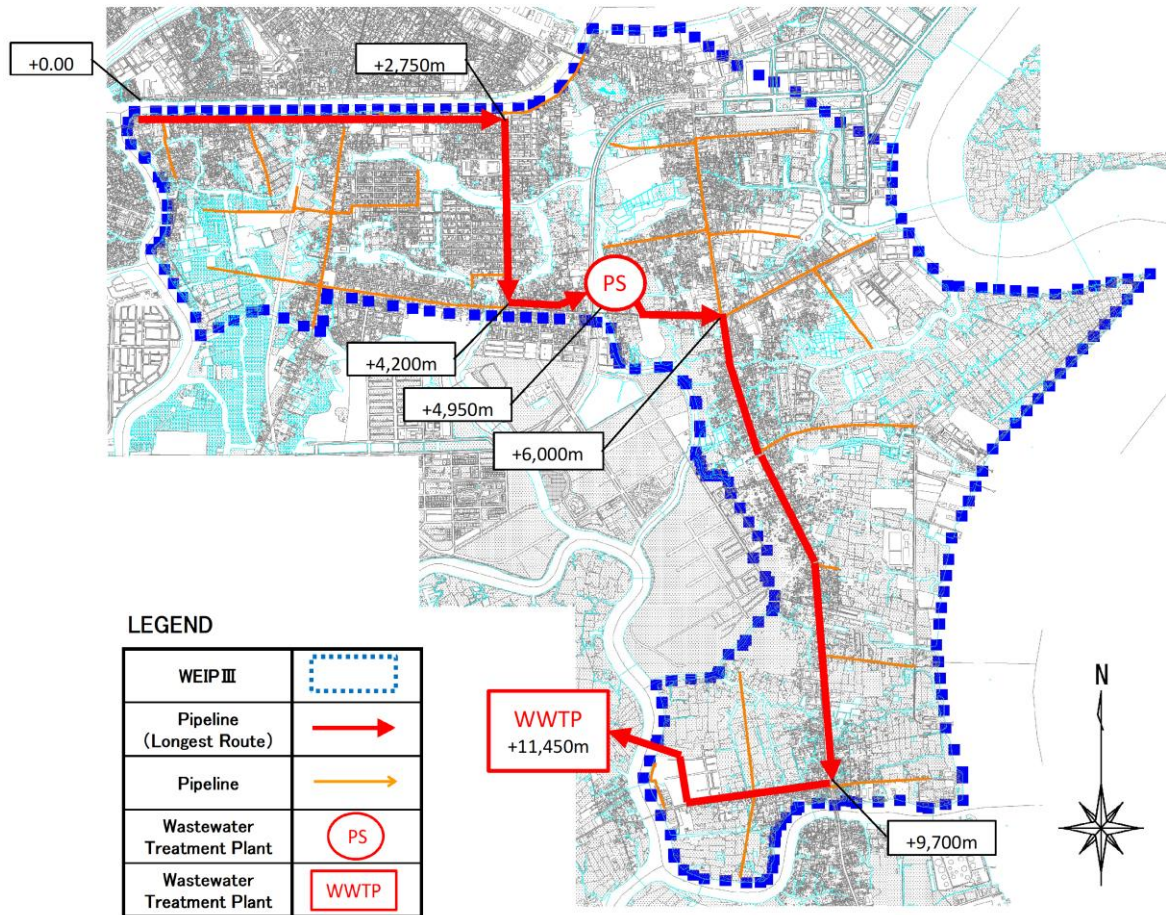 +0.00
+2,750m
PS
+4,200m
+4,950m
+6,000m
LEGEND
WEIPⅢ
Pipeline
(Longest Route)
Pipeline
Wastewater
Treatment Plant
PS
Wastewater
Treatment Plant
WWTP
WWTP
+11,450m
+9,700m
N